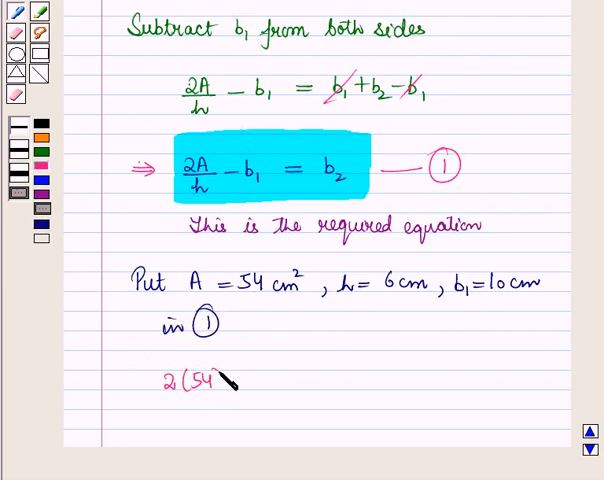 Subtract b₁ from both sides
2A/h - b₁ = b₁ + b₂ - b₁
⇒ 2A/h - b₁ = b₂ — ①
This is the required equation
Put A = 54 cm², h = 6 cm, b₁ = 10 cm
in ①
2(54